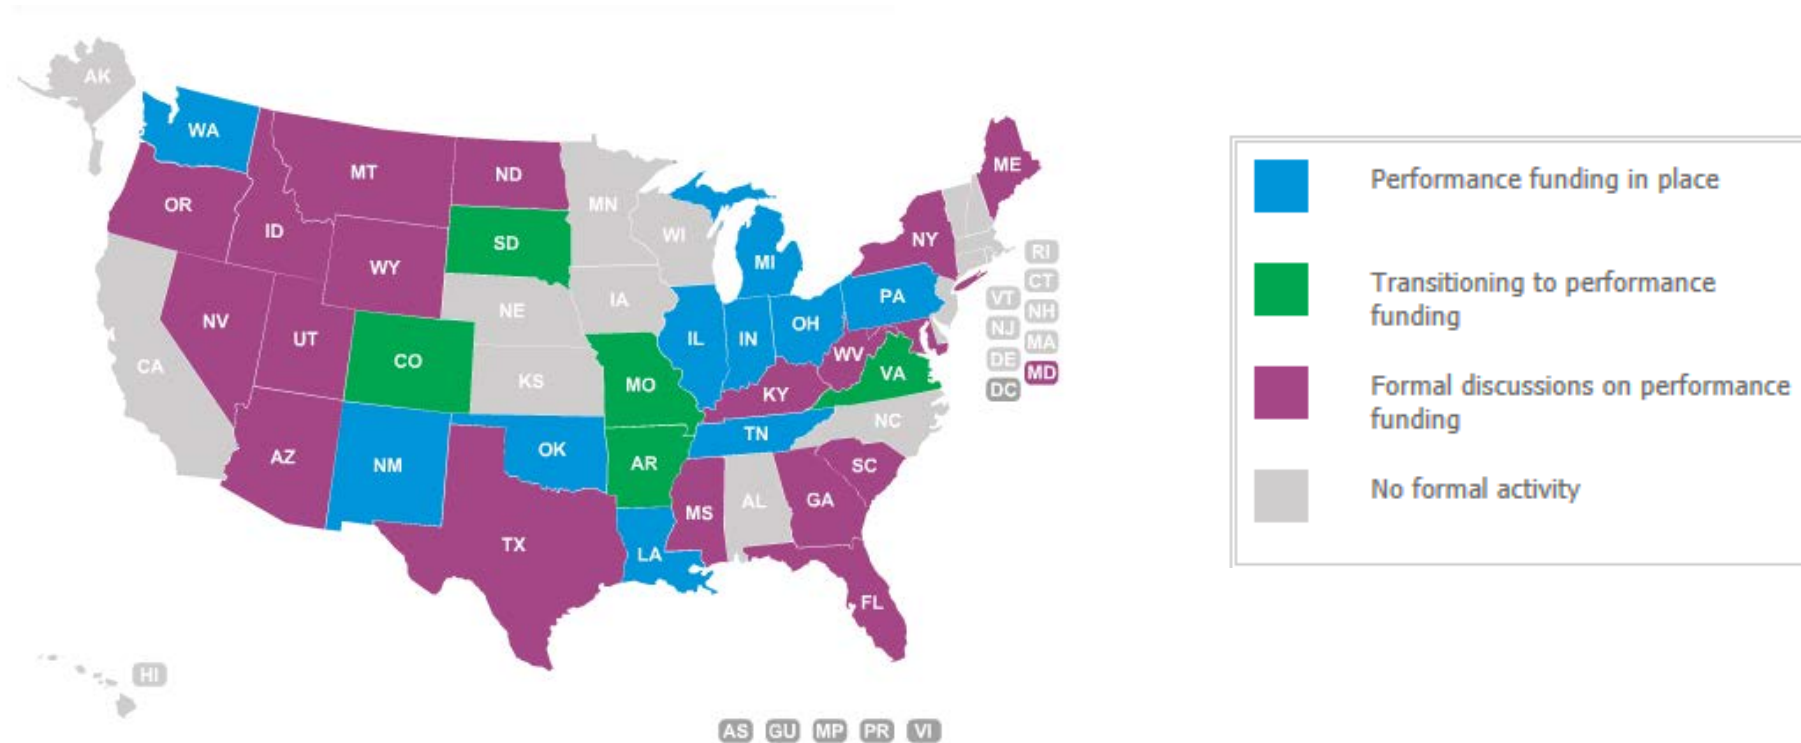 AK
WA
MT
ND
ME
OR
ID
MN
WI
NY
SD
WY
MI
RI
CT
VT
NH
NJ
MA
DE
MD
DC
PA
NE
IA
NV
UT
CO
IL
IN
OH
WV
VA
CA
KS
MO
KY
NC
AZ
NM
OK
AR
TN
SC
MS
AL
GA
TX
LA
FL
HI
AS GU MP PR VI
Performance funding in place
Transitioning to performance
funding
Formal discussions on performance
funding
No formal activity